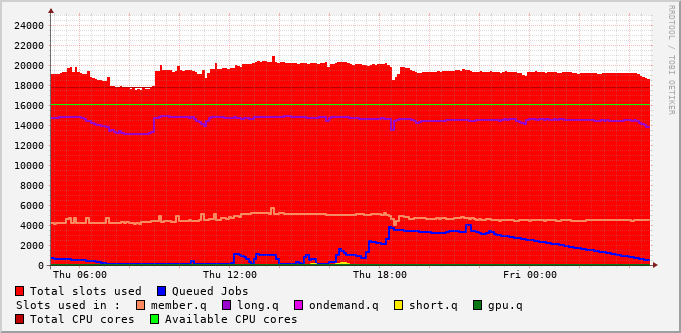 24000
22000
20000
18000
16000
14000
12000
10000
8000
6000
4000
2000
0
Thu 06:00 Thu 12:00 Thu 18:00 Fri 00:00
RRDTOOL / TOBI OETIKER
Total slots used Queued Jobs
Slots used in : member.q long.q ondemand.q short.q gpu.q
Total CPU cores Available CPU cores